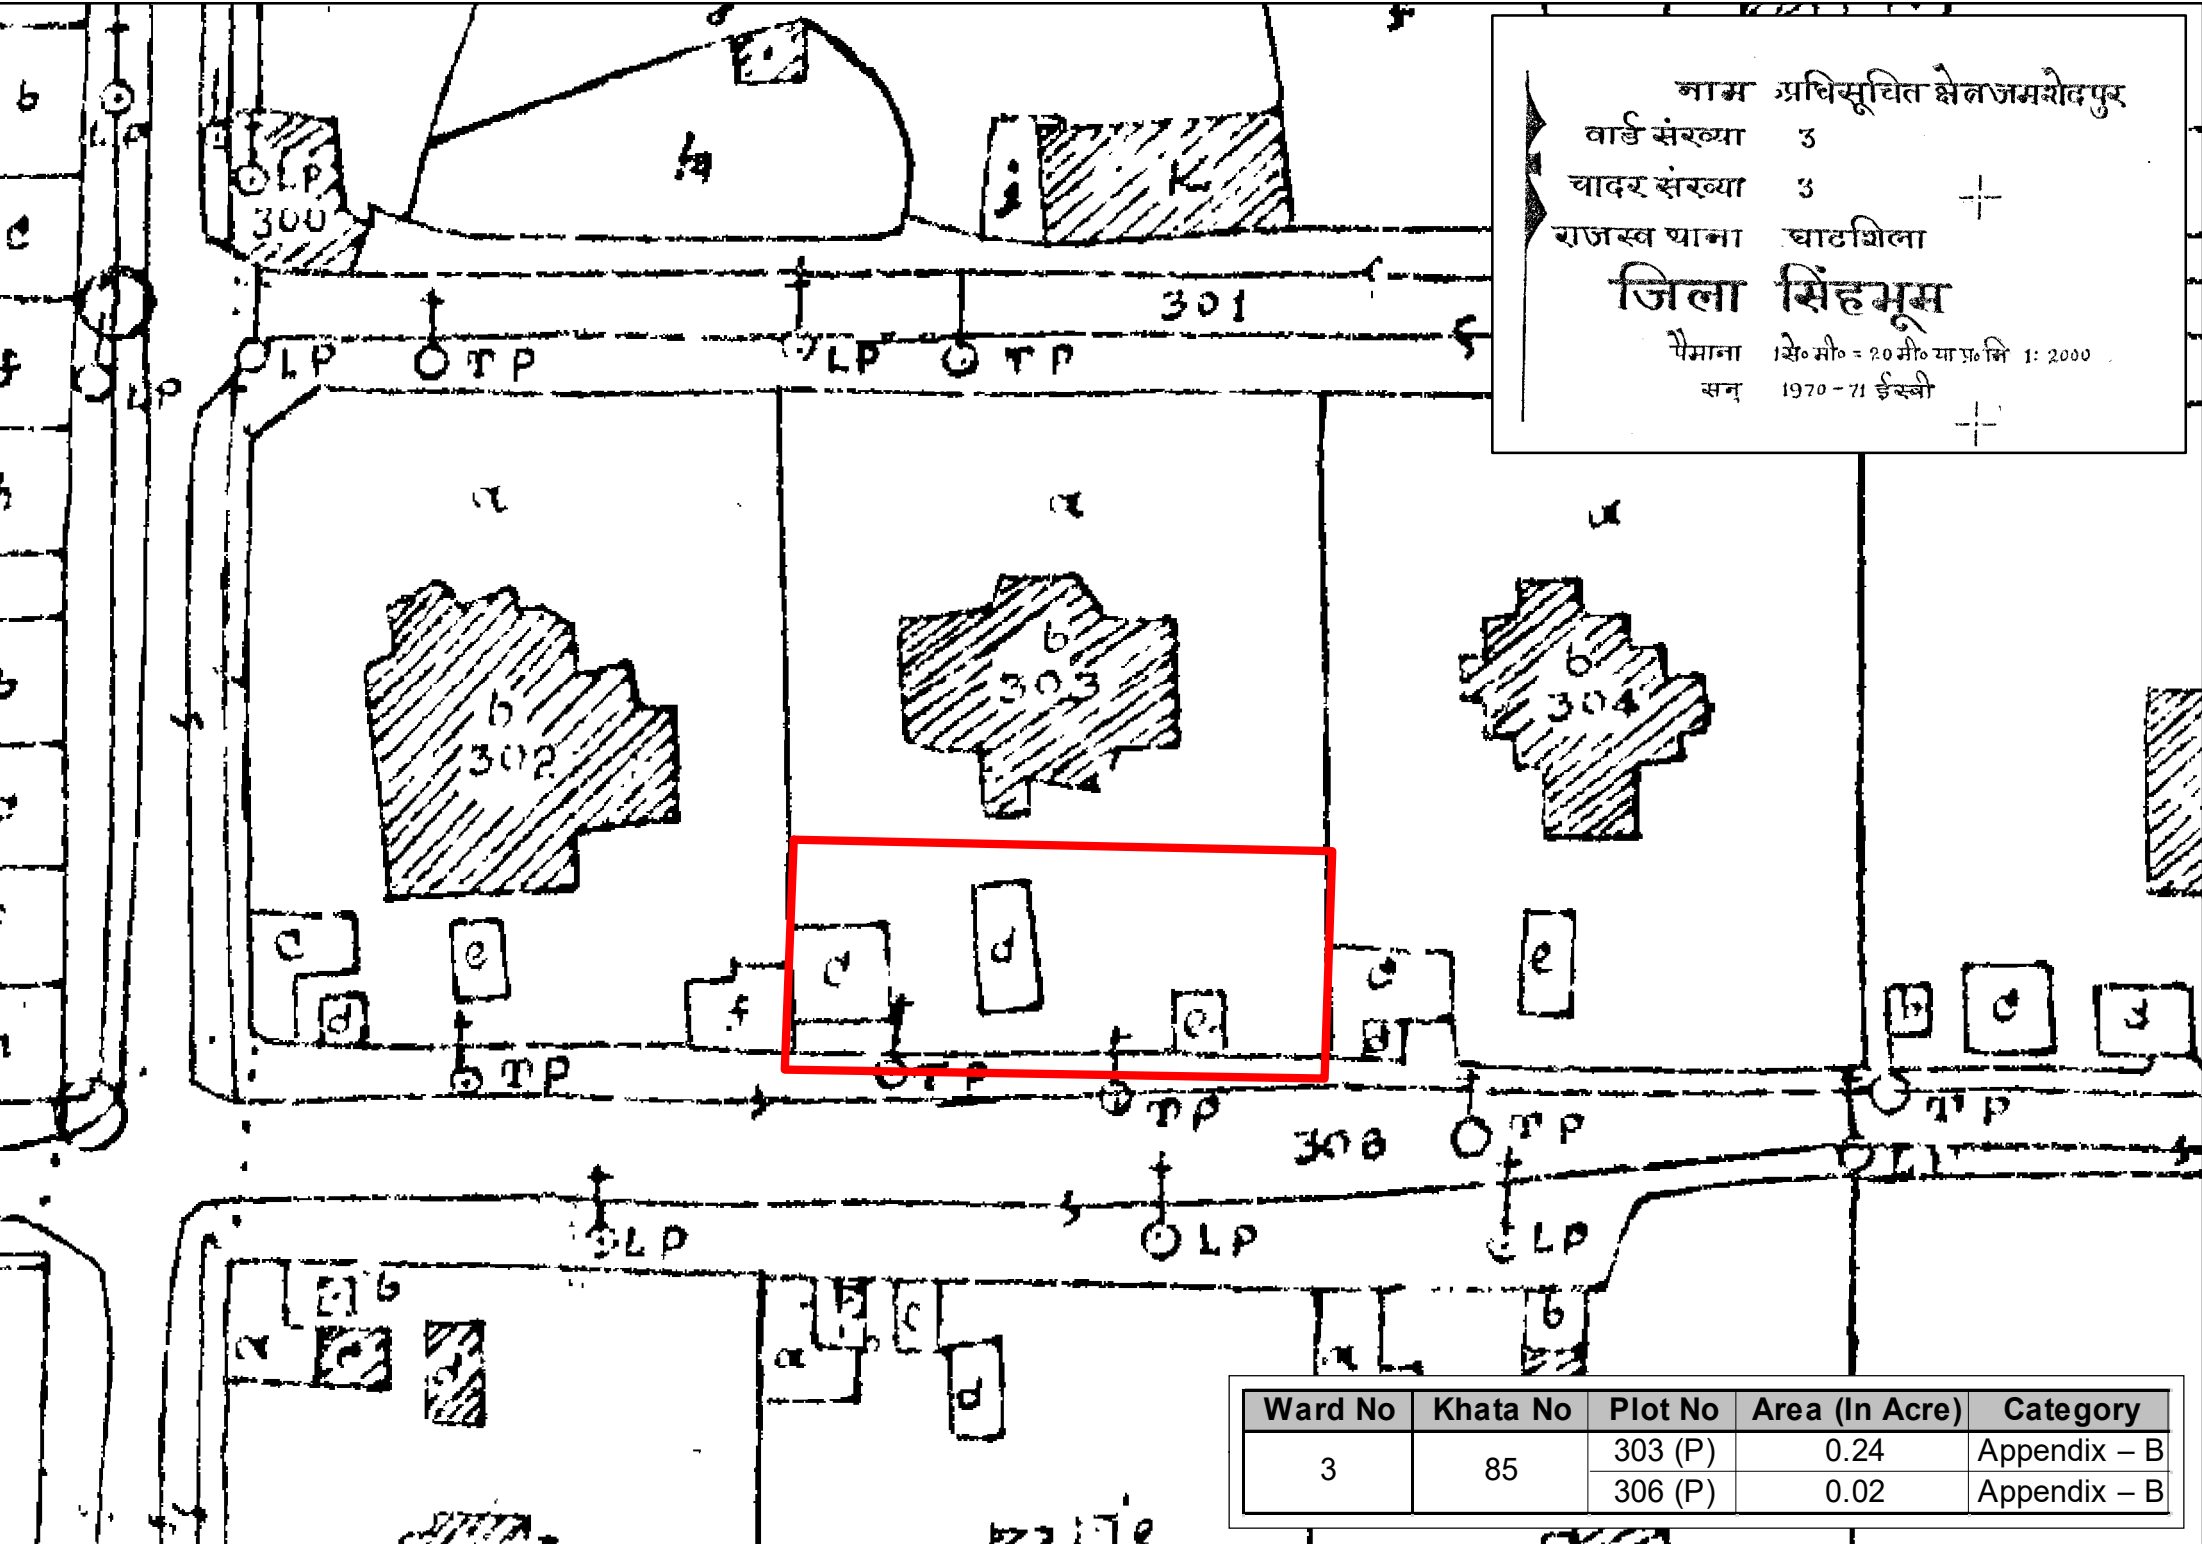 नाम अधिसूचित क्षेत्र जमशेदपुर
वार्ड संख्या 3
चादर संख्या 3
राजस्व थाना घाटशिला
जिला सिंहभूम
पैमाना 1 से० मी० = 20 मी० या प्र० भि 1: 2000
सन् 1970-71 ईस्वी
b
LP
LP
300
K
c
301
f
LP
LP
TP
LP
TP
a
a
a
b
302
b
303
b
304
c
e
d
f
c
d
e
c
e
d
b
c
d
TP
TP
TP
TP
TP
308
LP
LP
LP
b
a
d
c
a
d
b
a
Ward No Khata No Plot No Area (In Acre) Category
3 85 303 (P) 0.24 Appendix – B
306 (P) 0.02 Appendix – B